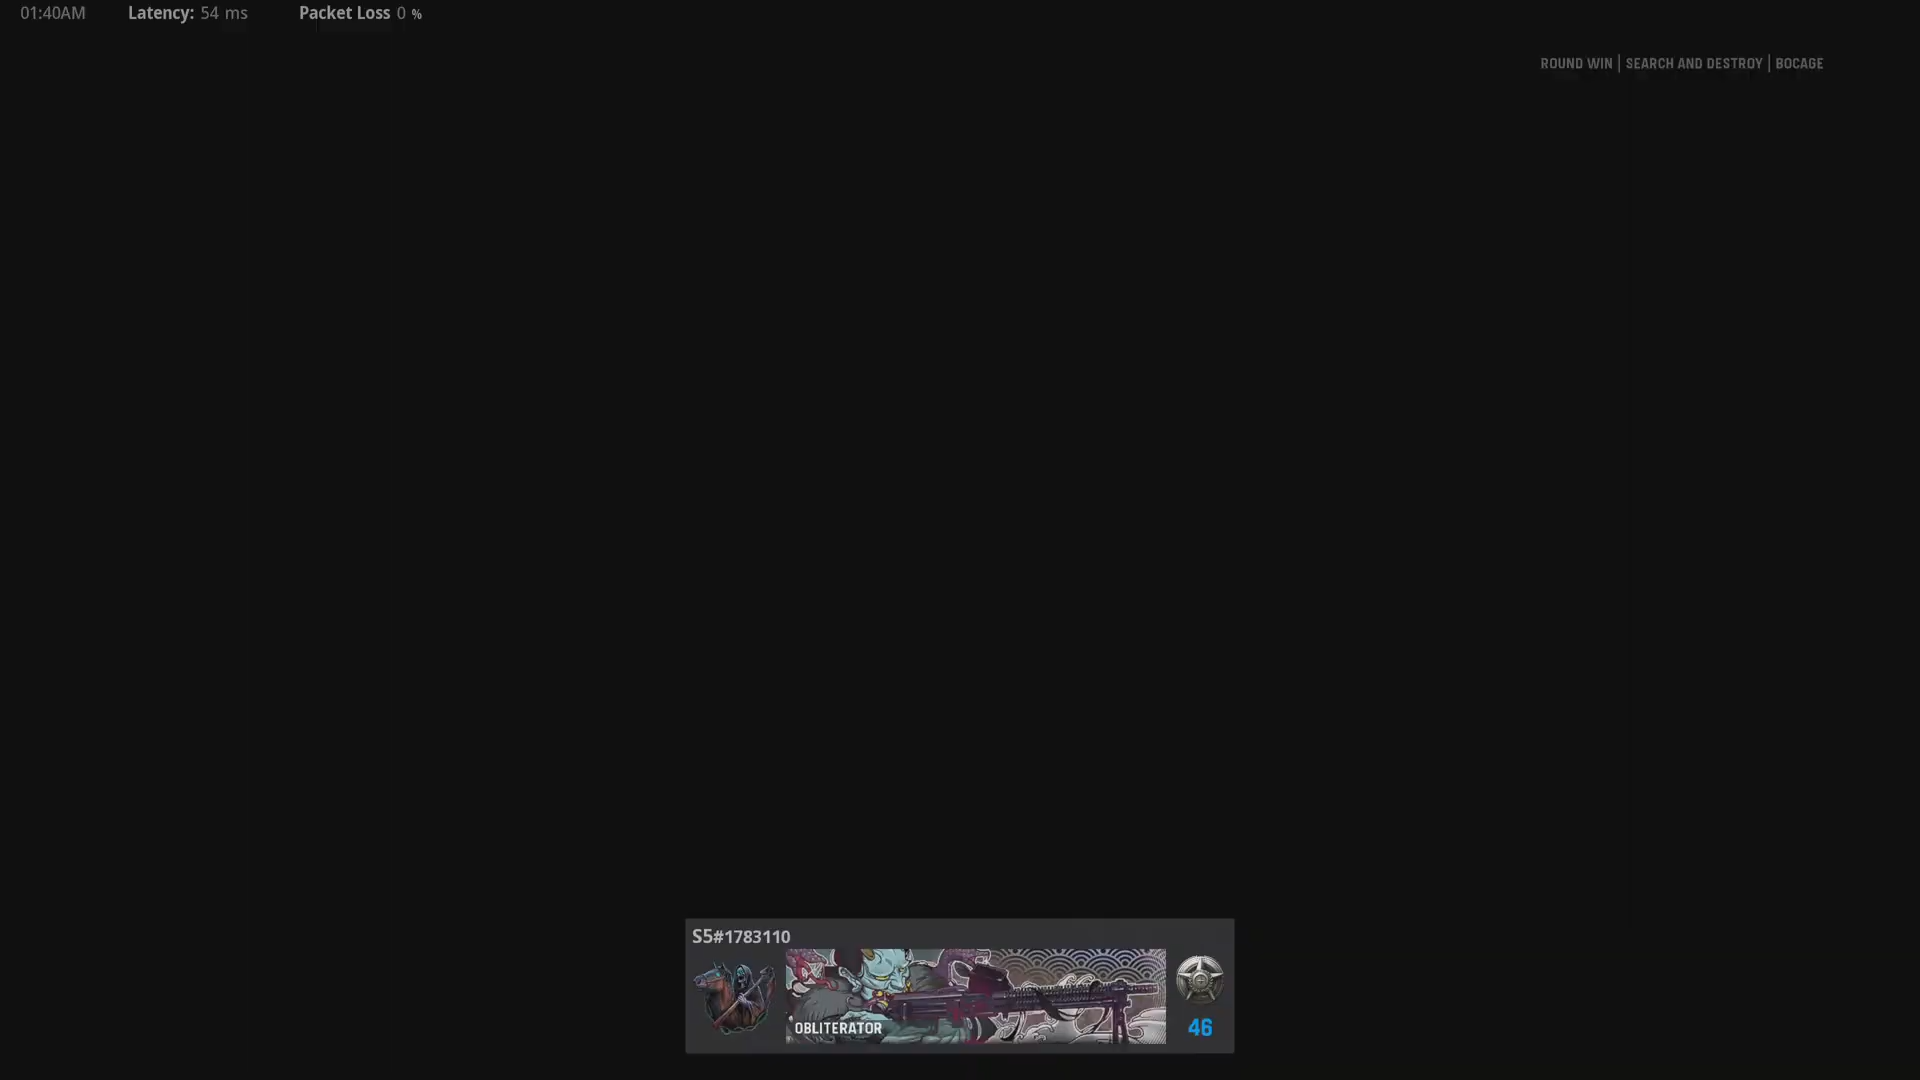 01:40AM Latency: 54 ms Packet Loss 0 %
ROUND WIN | SEARCH AND DESTROY | BOCAGE
S5#1783110
OBLITERATOR
46